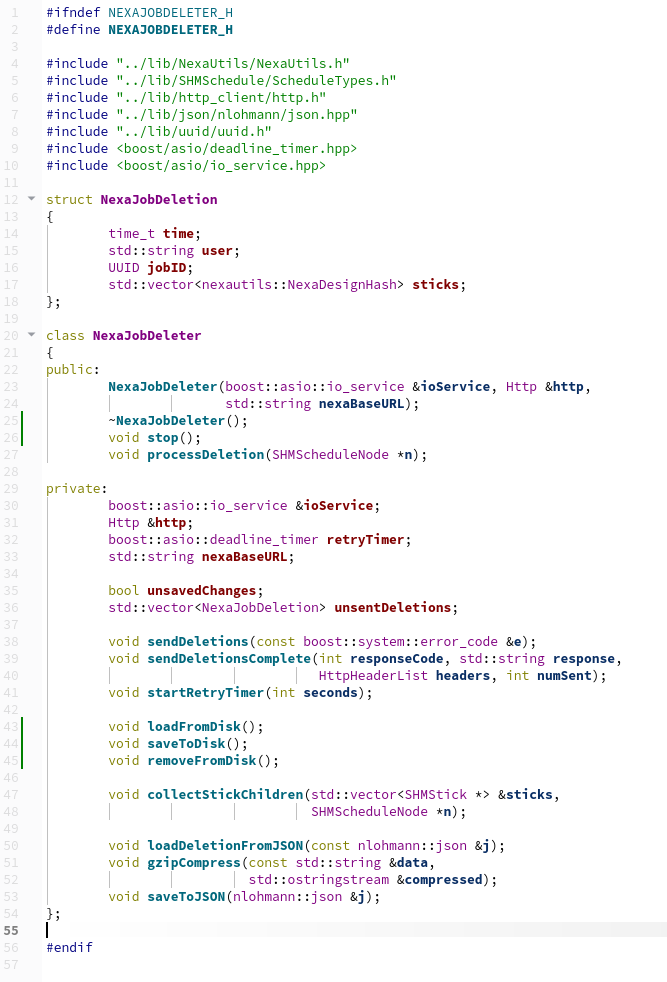 1 #ifndef NEXAJOBDELETER_H
2 #define NEXAJOBDELETER_H
3
4 #include "../lib/NexaUtils/NexaUtils.h"
5 #include "../lib/SHMSchedule/ScheduleTypes.h"
6 #include "../lib/http_client/http.h"
7 #include "../lib/json/nlohmann/json.hpp"
8 #include "../lib/uuid/uuid.h"
9 #include <boost/asio/deadline_timer.hpp>
10 #include <boost/asio/io_service.hpp>
11
12 struct NexaJobDeletion
13 {
14 time_t time;
15 std::string user;
16 UUID jobID;
17 std::vector<nexautils::NexaDesignHash> sticks;
18 };
19
20 class NexaJobDeleter
21 {
22 public:
23 NexaJobDeleter(boost::asio::io_service &ioService, Http &http,
24 std::string nexaBaseURL);
25 ~NexaJobDeleter();
26 void stop();
27 void processDeletion(SHMScheduleNode *n);
28
29 private:
30 boost::asio::io_service &ioService;
31 Http &http;
32 boost::asio::deadline_timer retryTimer;
33 std::string nexaBaseURL;
34
35 bool unsavedChanges;
36 std::vector<NexaJobDeletion> unsentDeletions;
37
38 void sendDeletions(const boost::system::error_code &e);
39 void sendDeletionsComplete(int responseCode, std::string response,
40 HttpHeaderList headers, int numSent);
41 void startRetryTimer(int seconds);
42
43 void loadFromDisk();
44 void saveToDisk();
45 void removeFromDisk();
46
47 void collectStickChildren(std::vector<SHMStick *> &sticks,
48 SHMScheduleNode *n);
49
50 void loadDeletionFromJSON(const nlohmann::json &j);
51 void gzipCompress(const std::string &data,
52 std::ostringstream &compressed);
53 void saveToJSON(nlohmann::json &j);
54 };
55
56 #endif
57